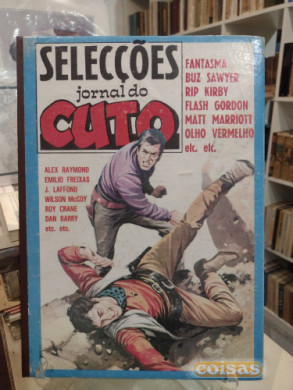 SELECÇÕES
jornal do
CUTO
FANTASMA
BUZ SAWYER
RIP KIRBY
FLASH GORDON
MATT MARRIOTT
OLHO VERMELHO
etc. etc.
ALEX RAYMOND
EMILIO FREIXAS
J. LAFFOND
WILSON McCOY
ROY CRANE
DAN BARRY
etc. etc.
coisas